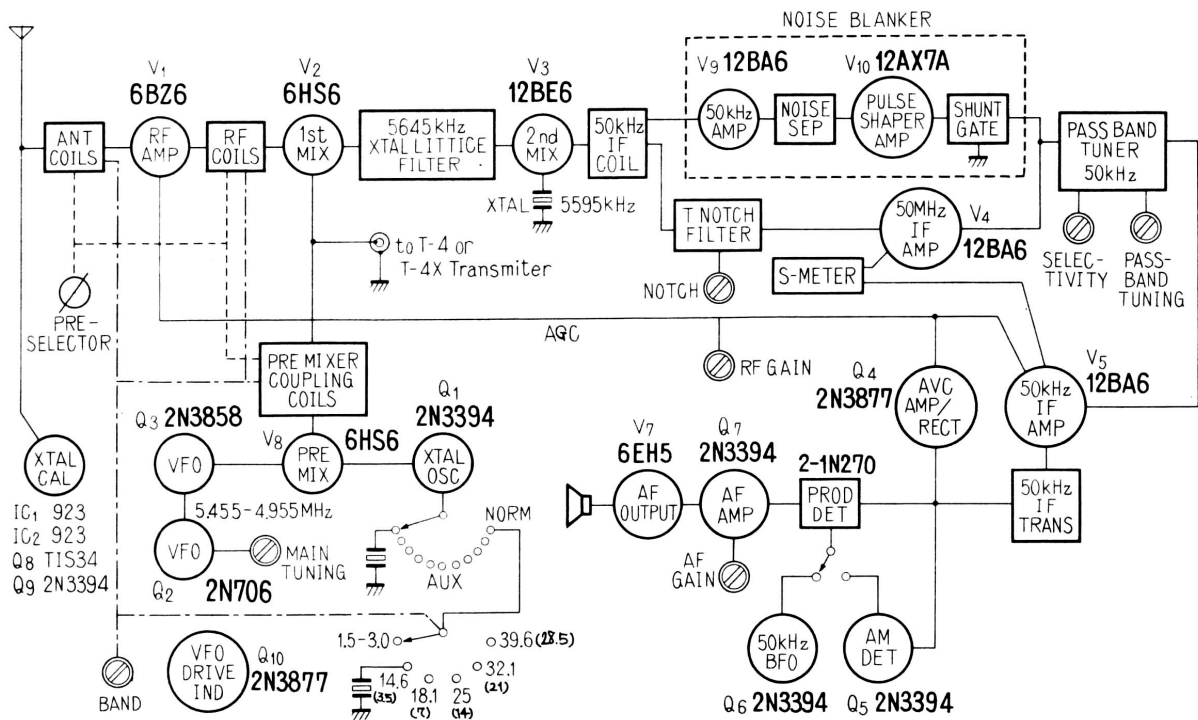 NOISE BLANKER
V1
6BZ6
V2
6HS6
V3
12BE6
V9 12BA6
V10 12AX7A
ANT
COILS
RF
AMP
RF
COILS
1st
MIX
5645kHz
XTAL LITTICE
FILTER
2nd
MIX
50kHz
IF
COIL
50kHz
AMP
NOISE
SEP
PULSE
SHAPER
AMP
SHUNT
GATE
PASS BAND
TUNER
50kHz
XTAL 5595kHz
to T-4 or
T-4X Transmiter
T NOTCH
FILTER
50MHz
IF
AMP
V4
12BA6
S-METER
NOTCH
SELEC-
TIVITY
PASS-
BAND
TUNING
PRE-
SELECTOR
AGC
RF GAIN
PRE MIXER
COUPLING
COILS
Q4
2N3877
AVC
AMP/
RECT
V5
12BA6
50kHz
IF
AMP
Q3 2N3858
Q1
2N3394
V8
6HS6
XTAL
CAL
VFO
PRE
MIX
XTAL
OSC
V7
6EH5
Q7
2N3394
2-1N270
AF
OUTPUT
AF
AMP
PROD
DET
50kHz
IF
TRANS
IC1 923
IC2 923
Q8 TIS34
Q9 2N3394
5.455-4.955MHz
VFO
Q2
2N706
MAIN
TUNING
NORM
AUX
AF
GAIN
50kHz
BFO
AM
DET
Q6 2N3394
Q5 2N3394
VFO
DRIVE
IND
Q10
2N3877
BAND
1.5-3.0
39.6 (28.5)
14.6
(3.5)
18.1
(7)
25
(14)
32.1
(21)